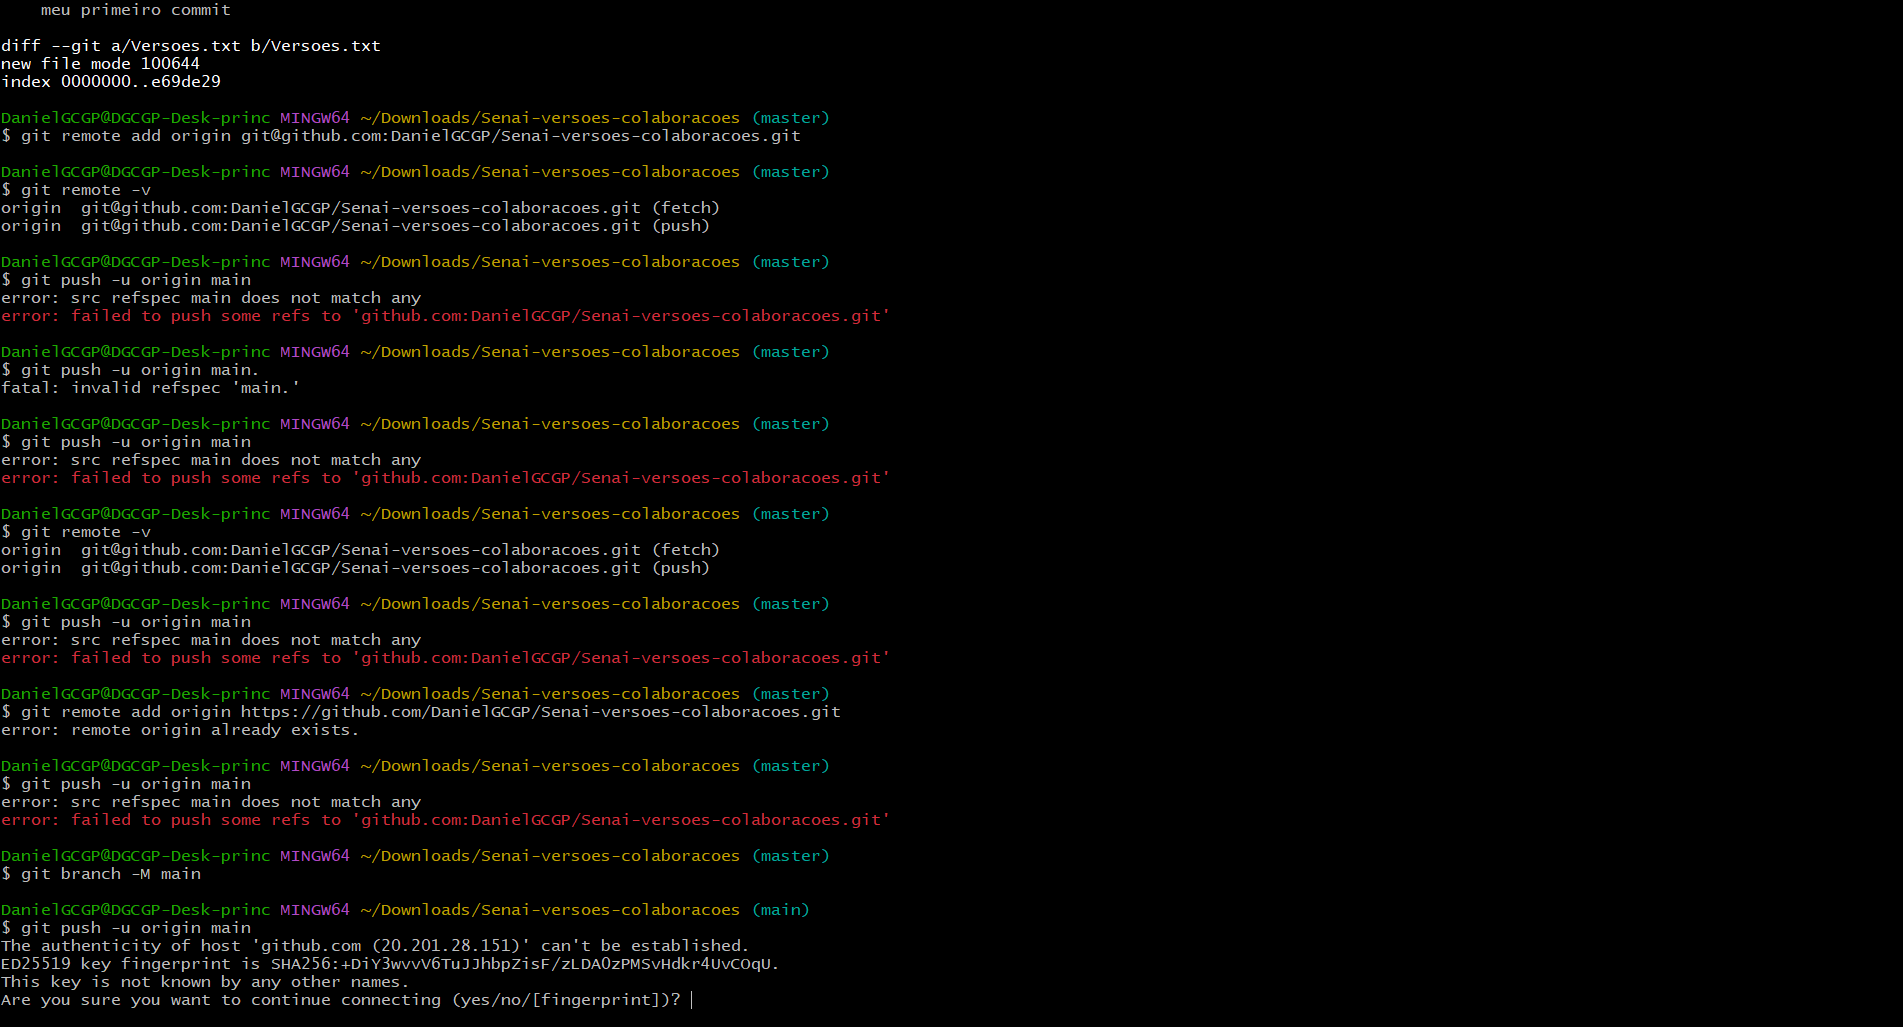 meu primeiro commit
diff --git a/Versoes.txt b/Versoes.txt
new file mode 100644
index 0000000..e69de29
DanielGCGP@DGCGP-Desk-princ MINGW64 ~/Downloads/Senai-versoes-colaboracoes (master)
$ git remote add origin git@github.com:DanielGCGP/Senai-versoes-colaboracoes.git
DanielGCGP@DGCGP-Desk-princ MINGW64 ~/Downloads/Senai-versoes-colaboracoes (master)
$ git remote -v
origin  git@github.com:DanielGCGP/Senai-versoes-colaboracoes.git (fetch)
origin  git@github.com:DanielGCGP/Senai-versoes-colaboracoes.git (push)
DanielGCGP@DGCGP-Desk-princ MINGW64 ~/Downloads/Senai-versoes-colaboracoes (master)
$ git push -u origin main
error: src refspec main does not match any
error: failed to push some refs to 'github.com:DanielGCGP/Senai-versoes-colaboracoes.git'
DanielGCGP@DGCGP-Desk-princ MINGW64 ~/Downloads/Senai-versoes-colaboracoes (master)
$ git push -u origin main.
fatal: invalid refspec 'main.'
DanielGCGP@DGCGP-Desk-princ MINGW64 ~/Downloads/Senai-versoes-colaboracoes (master)
$ git push -u origin main
error: src refspec main does not match any
error: failed to push some refs to 'github.com:DanielGCGP/Senai-versoes-colaboracoes.git'
DanielGCGP@DGCGP-Desk-princ MINGW64 ~/Downloads/Senai-versoes-colaboracoes (master)
$ git remote -v
origin  git@github.com:DanielGCGP/Senai-versoes-colaboracoes.git (fetch)
origin  git@github.com:DanielGCGP/Senai-versoes-colaboracoes.git (push)
DanielGCGP@DGCGP-Desk-princ MINGW64 ~/Downloads/Senai-versoes-colaboracoes (master)
$ git push -u origin main
error: src refspec main does not match any
error: failed to push some refs to 'github.com:DanielGCGP/Senai-versoes-colaboracoes.git'
DanielGCGP@DGCGP-Desk-princ MINGW64 ~/Downloads/Senai-versoes-colaboracoes (master)
$ git remote add origin https://github.com/DanielGCGP/Senai-versoes-colaboracoes.git
error: remote origin already exists.
DanielGCGP@DGCGP-Desk-princ MINGW64 ~/Downloads/Senai-versoes-colaboracoes (master)
$ git push -u origin main
error: src refspec main does not match any
error: failed to push some refs to 'github.com:DanielGCGP/Senai-versoes-colaboracoes.git'
DanielGCGP@DGCGP-Desk-princ MINGW64 ~/Downloads/Senai-versoes-colaboracoes (master)
$ git branch -M main
DanielGCGP@DGCGP-Desk-princ MINGW64 ~/Downloads/Senai-versoes-colaboracoes (main)
$ git push -u origin main
The authenticity of host 'github.com (20.201.28.151)' can't be established.
ED25519 key fingerprint is SHA256:+DiY3wvvV6TuJJhbpZisF/zLDA0zPMSvHdkr4UvCOqU.
This key is not known by any other names.
Are you sure you want to continue connecting (yes/no/[fingerprint])?